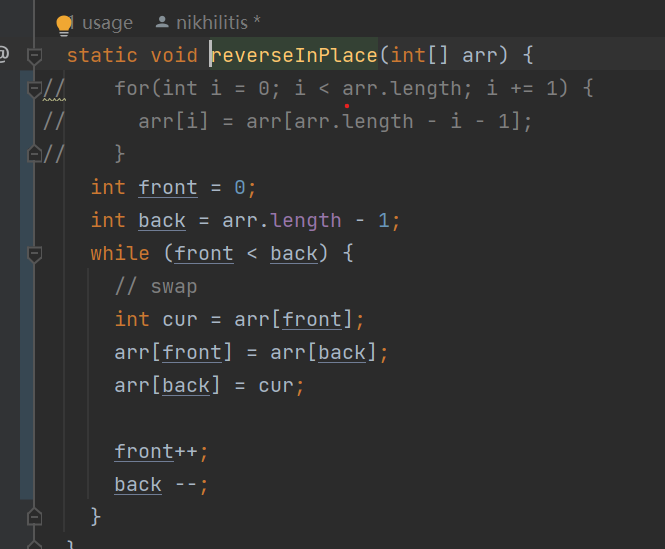 usage nikhilitis *
@ static void reverseInPlace(int[] arr) {
// for(int i = 0; i < arr.length; i += 1) {
// arr[i] = arr[arr.length - i - 1];
// }
int front = 0;
int back = arr.length - 1;
while (front < back) {
// swap
int cur = arr[front];
arr[front] = arr[back];
arr[back] = cur;
front++;
back --;
}
}